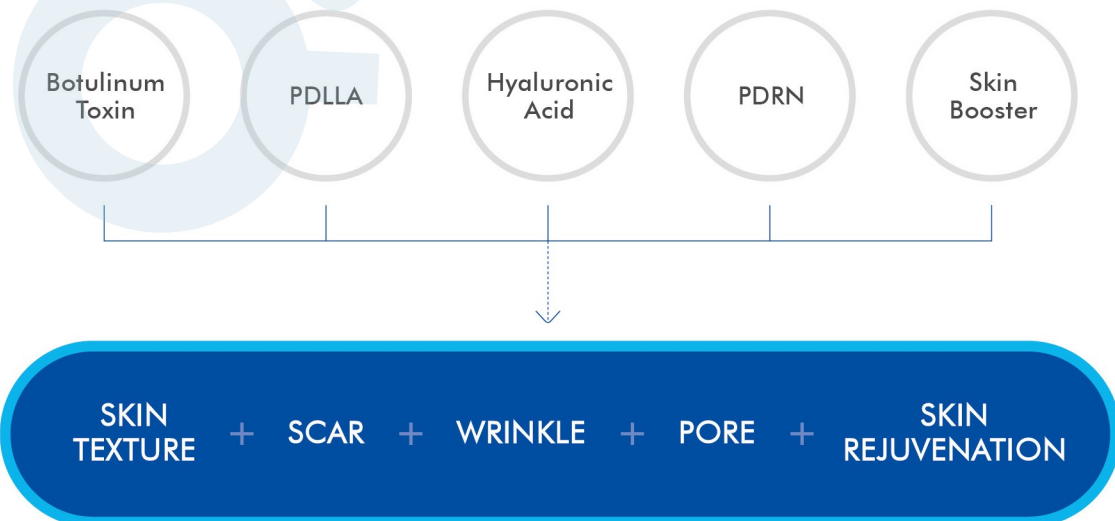 Botulinum
Toxin
PDLLA
Hyaluronic
Acid
PDRN
Skin
Booster
SKIN
TEXTURE
+
SCAR
+
WRINKLE
+
PORE
+
SKIN
REJUVENATION